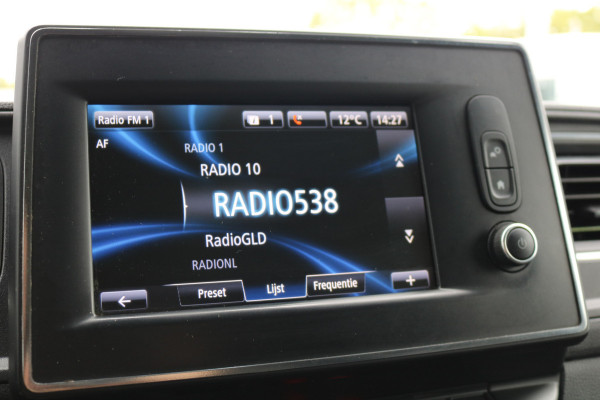 Radio FM 1 1 12°C 14:27
AF
RADIO 1
RADIO 10
RADIO538
RadioGLD
RADIONL
Preset Lijst Frequentie